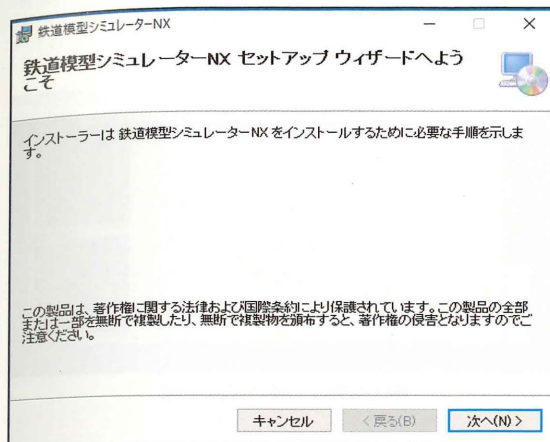 鉄道模型シミュレーターNX
鉄道模型シミュレーターNX セットアップ ウィザードへよう
こそ
インストーラーは 鉄道模型シミュレーターNX をインストールするために必要な手順を示しま
す。
この製品は、著作権に関する法律および国際条約により保護されています。この製品の全部
または一部を無断で複製したり、無断で複製物を頒布すると、著作権の侵害となりますのでご
注意ください。
キャンセル
< 戻る(B)
次へ(N) >